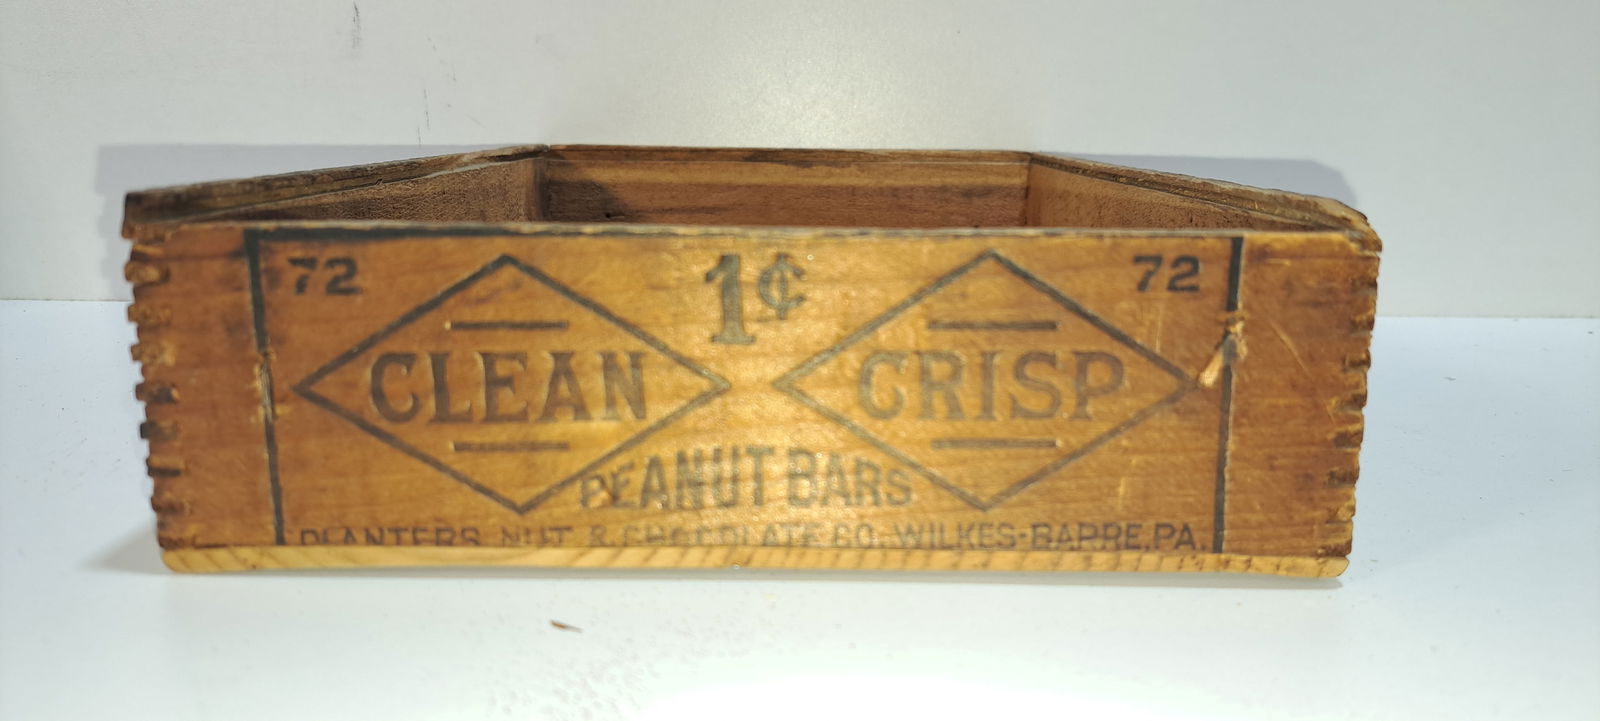 72 1¢ 72
CLEAN CRISP
PEANUT BARS
PLANTERS NUT & CHOCOLATE CO. WILKES-BARRE, PA.